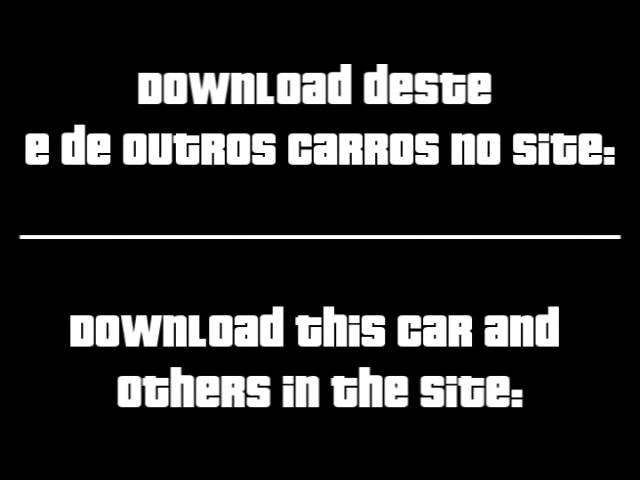 Download deste
e de outros carros no site:
Download this car and
others in the site: